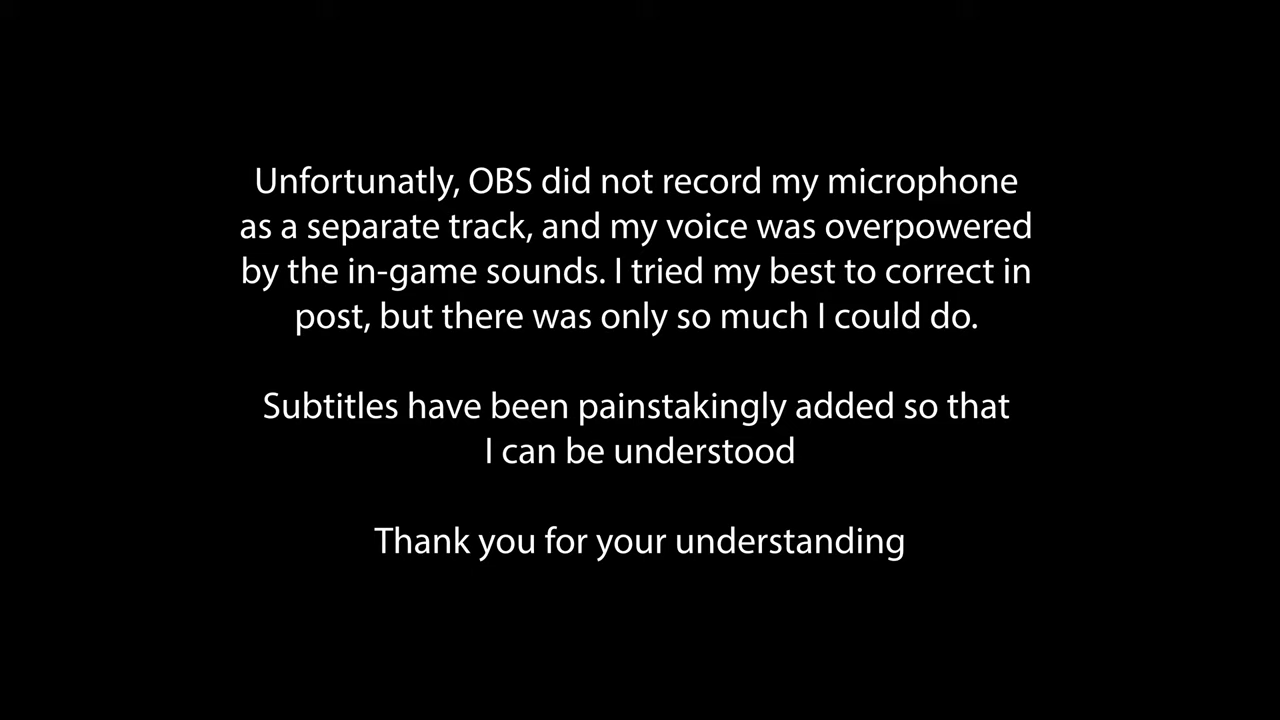 Unfortunatly, OBS did not record my microphone
as a separate track, and my voice was overpowered
by the in-game sounds. I tried my best to correct in
post, but there was only so much I could do.
Subtitles have been painstakingly added so that
I can be understood
Thank you for your understanding